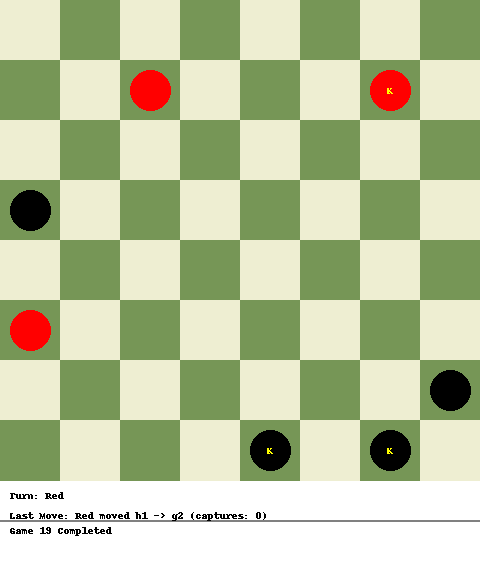 K
K K
Turn: Red
Last Move: Red moved h1 -> g2 (captures: 0)
Game 19 Completed